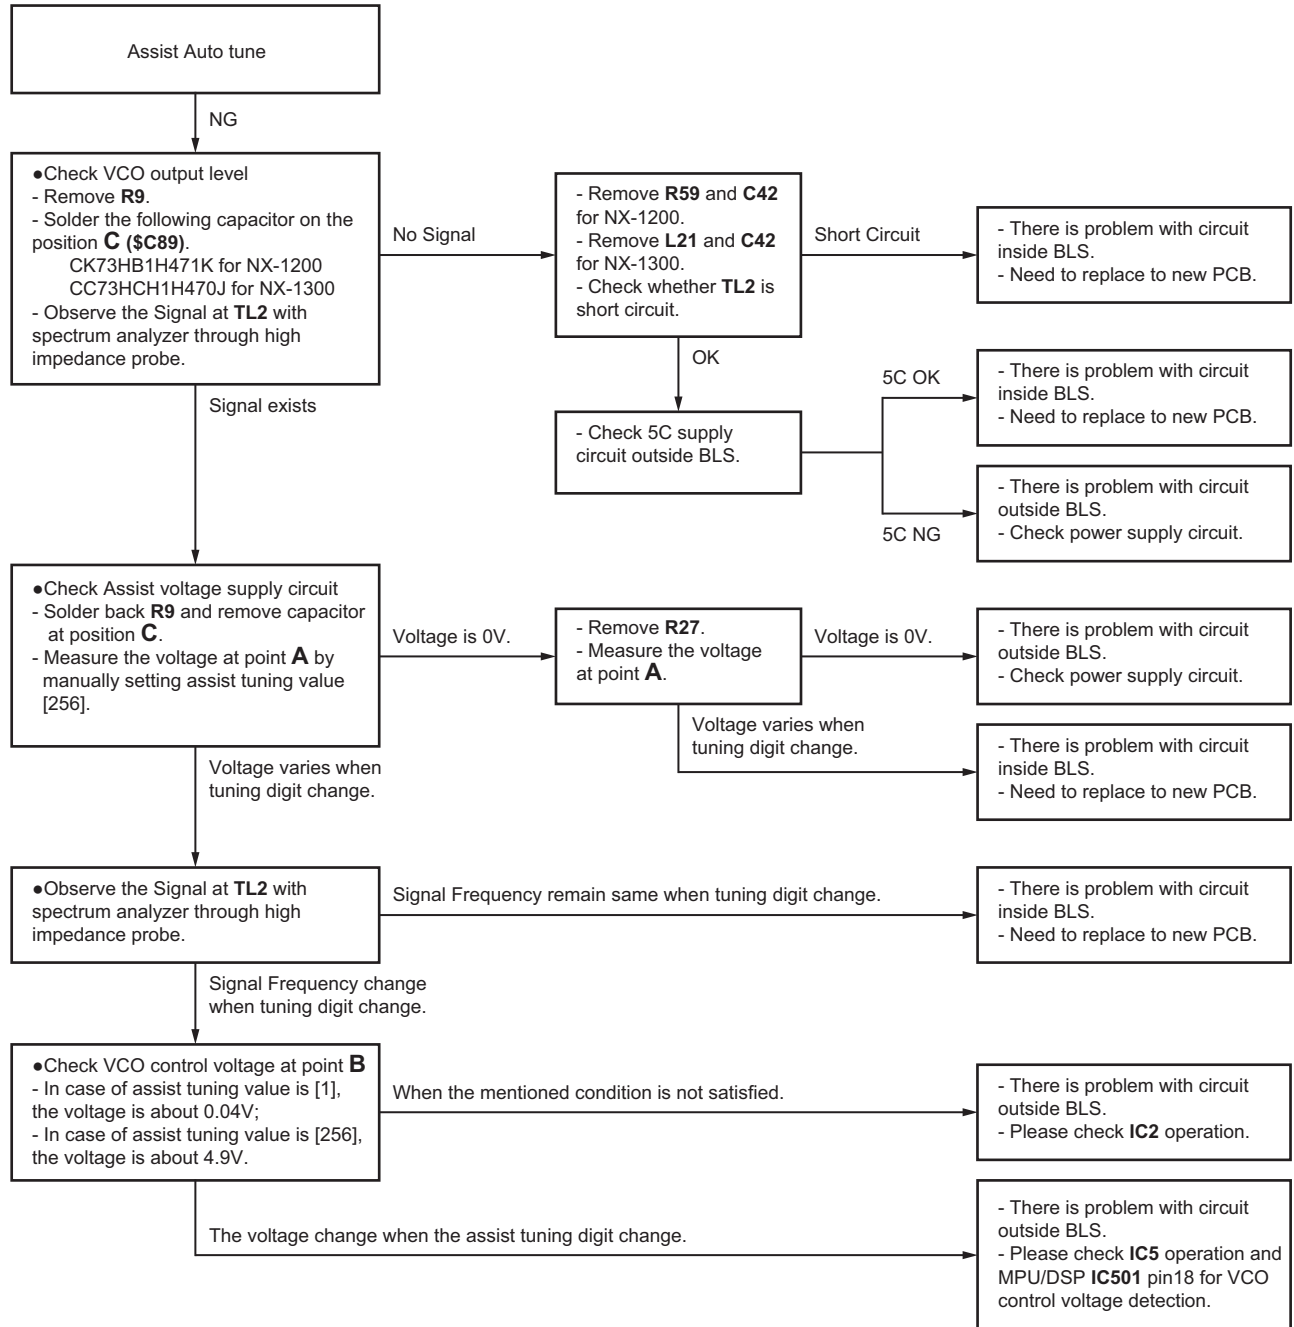 Assist Auto tune
NG
●Check VCO output level
- Remove R9.
- Solder the following capacitor on the
position C ($C89).
CK73HB1H471K for NX-1200
CC73HCH1H470J for NX-1300
- Observe the Signal at TL2 with
spectrum analyzer through high
impedance probe.
No Signal
- Remove R59 and C42
for NX-1200.
- Remove L21 and C42
for NX-1300.
- Check whether TL2 is
short circuit.
Short Circuit
- There is problem with circuit
inside BLS.
- Need to replace to new PCB.
OK
- Check 5C supply
circuit outside BLS.
5C OK
- There is problem with circuit
inside BLS.
- Need to replace to new PCB.
5C NG
- There is problem with circuit
outside BLS.
- Check power supply circuit.
Signal exists
●Check Assist voltage supply circuit
- Solder back R9 and remove capacitor
at position C.
- Measure the voltage at point A by
manually setting assist tuning value
[256].
Voltage is 0V.
- Remove R27.
- Measure the voltage
at point A.
Voltage is 0V.
- There is problem with circuit
outside BLS.
- Check power supply circuit.
Voltage varies when
tuning digit change.
- There is problem with circuit
inside BLS.
- Need to replace to new PCB.
Voltage varies when
tuning digit change.
●Observe the Signal at TL2 with
spectrum analyzer through high
impedance probe.
Signal Frequency remain same when tuning digit change.
- There is problem with circuit
inside BLS.
- Need to replace to new PCB.
Signal Frequency change
when tuning digit change.
●Check VCO control voltage at point B
- In case of assist tuning value is [1],
the voltage is about 0.04V;
- In case of assist tuning value is [256],
the voltage is about 4.9V.
When the mentioned condition is not satisfied.
- There is problem with circuit
outside BLS.
- Please check IC2 operation.
The voltage change when the assist tuning digit change.
- There is problem with circuit
outside BLS.
- Please check IC5 operation and
MPU/DSP IC501 pin18 for VCO
control voltage detection.